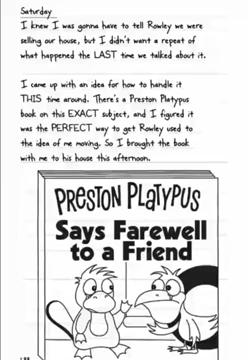 Saturday
I knew I was gonna have to tell Rowley we were
selling our house, but I didn't want a repeat of
what happened the LAST time we talked about it.
I came up with an idea for how to handle it
THIS time around. There's a Preston Platypus
book on this EXACT subject, and I figured it
was the PERFECT way to get Rowley used to
the idea of me moving. So I brought the book
with me to his house this afternoon.
PRESTON PLATYPUS
Says Farewell
to a Friend